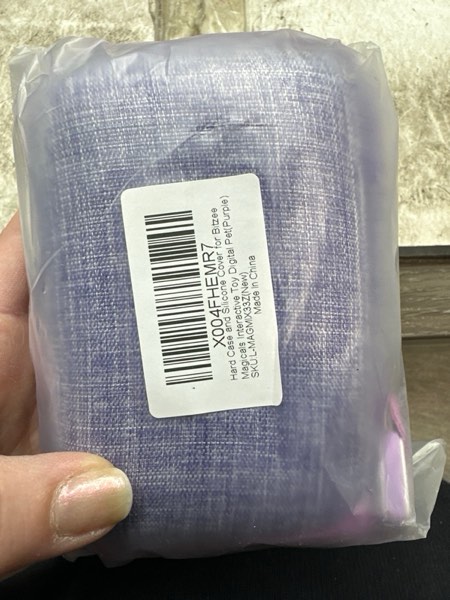 X004FHEMR7
Hard Case and Silicone Cover for Bitzee
Magicals Interactive Toy Digital Pet(Purple)
SKU:L-MAGMIX33Z(New)
Made In China